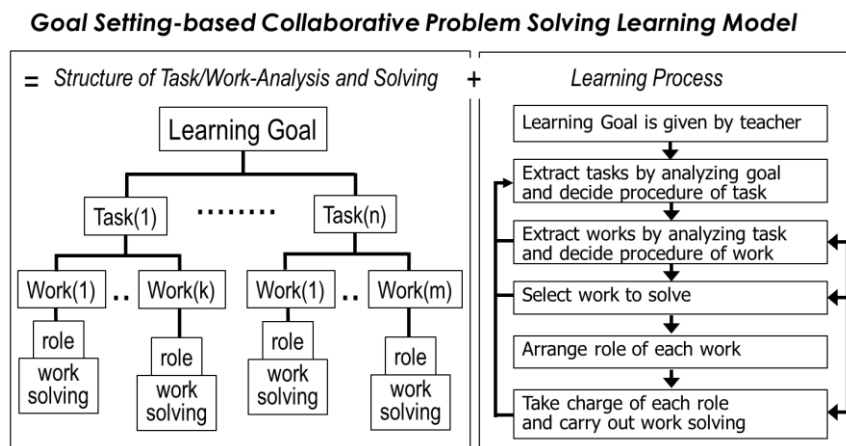 Goal Setting-based Collaborative Problem Solving Learning Model
= Structure of Task/Work-Analysis and Solving + Learning Process
Learning Goal
Task(1) ········ Task(n)
Work(1) .. Work(k) Work(1) .. Work(m)
role
work
solving
role
work
solving
role
work
solving
role
work
solving
Learning Goal is given by teacher
Extract tasks by analyzing goal
and decide procedure of task
Extract works by analyzing task
and decide procedure of work
Select work to solve
Arrange role of each work
Take charge of each role
and carry out work solving